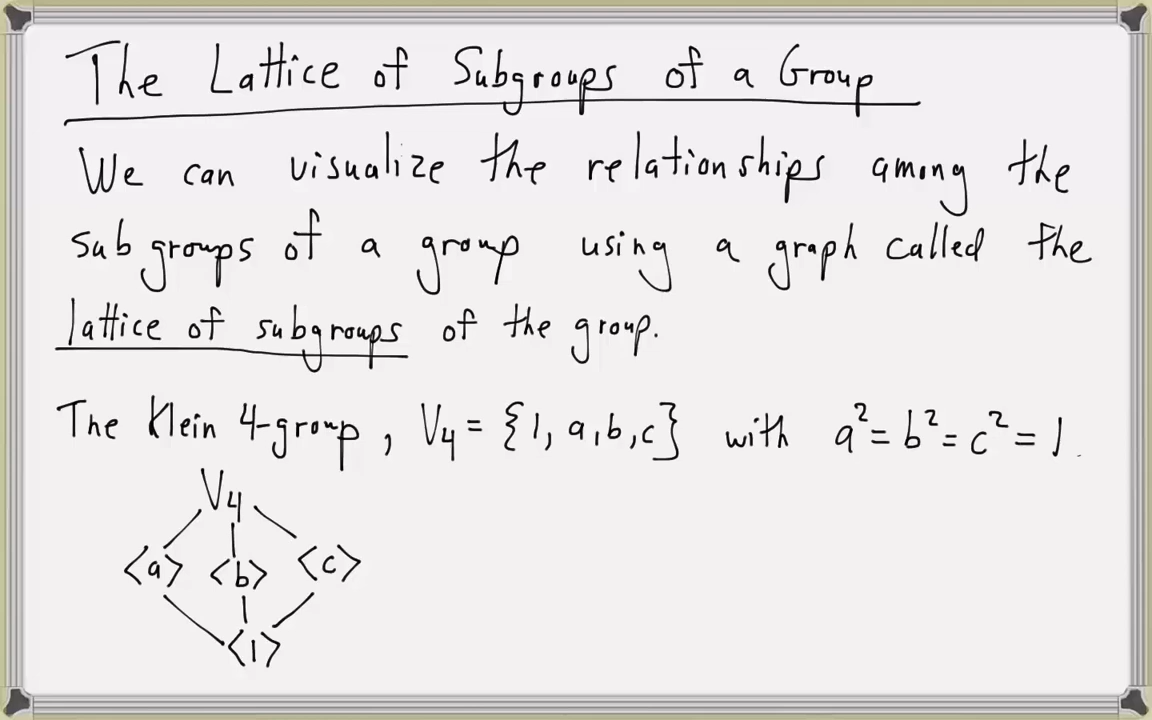 The Lattice of Subgroups of a Group
We can visualize the relationships among the
subgroups of a group using a graph called the
lattice of subgroups of the group.
The Klein 4-group, V₄ = {1, a, b, c} with a² = b² = c² = 1.
V₄
<a> <b> <c>
<1>